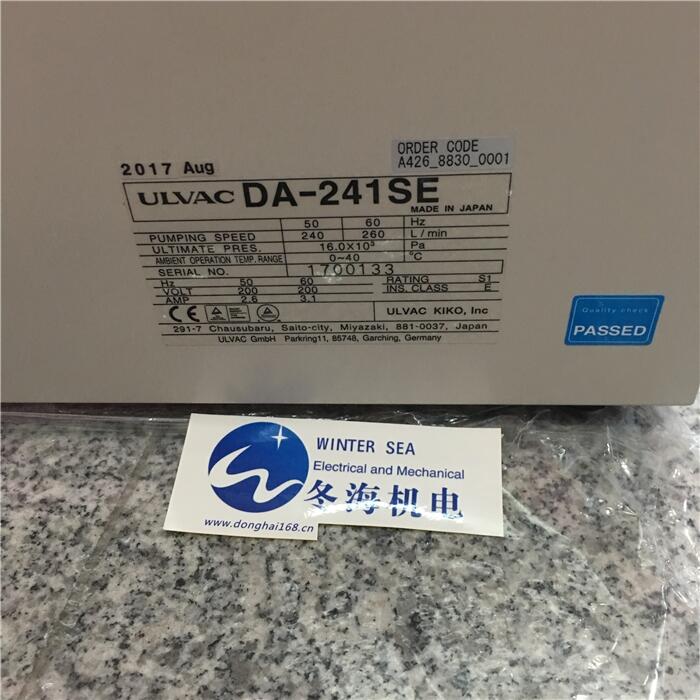 2017 Aug
ORDER CODE
A426_8830_0001
ULVAC DA-241SE
MADE IN JAPAN
50 60 Hz
PUMPING SPEED 240 260 L/min
ULTIMATE PRES. 16.0X10³ Pa
AMBIENT OPERATION TEMP. RANGE 0~40 °C
SERIAL NO. 1700133
Hz 50 60 RATING S1
VOLT 200 200 INS. CLASS E
AMP 2.6 3.1
CE ULVAC KIKO, Inc
291-7 Chausubaru, Saito-city, Miyazaki, 881-0037, Japan
ULVAC GmbH Parkring11, 85748, Garching, Germany
Quality check
PASSED
WINTER SEA
Electrical and Mechanical
冬海机电
www.donghai168.cn